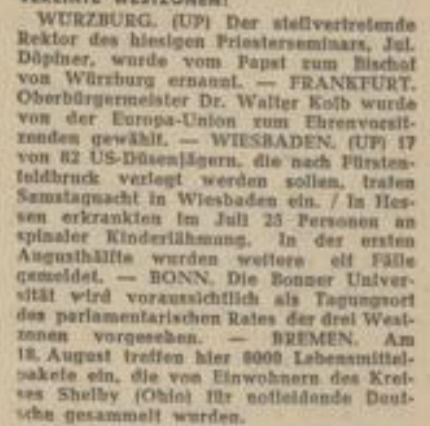 WÜRZBURG. (UP) Der stellvertretende
Rektor des hiesigen Priesterseminars, Jul.
Döpfner, wurde vom Papst zum Bischof
von Würzburg ernannt. — FRANKFURT.
Oberbürgermeister Dr. Walter Kolb wurde
von der Europa-Union zum Ehrenvorsit-
zenden gewählt. — WIESBADEN. (UP) 17
von 82 US-Düsenjägern, die nach Fürsten-
feldbruck verlegt werden sollen, trafen
Samstagnacht in Wiesbaden ein. / In Hes-
sen erkrankten im Juli 25 Personen an
spinaler Kinderlähmung. In der ersten
Augusthälfte wurden weitere elf Fälle
gemeldet. — BONN. Die Bonner Univer-
sität wird voraussichtlich als Tagungsort
des parlamentarischen Rates der drei West-
zonen vorgesehen. — BREMEN. Am
18. August treffen hier 8000 Lebensmittel-
pakete ein, die von Einwohnern des Krei-
ses Shelby (Ohio) für notleidende Deut-
sche gesammelt wurden.